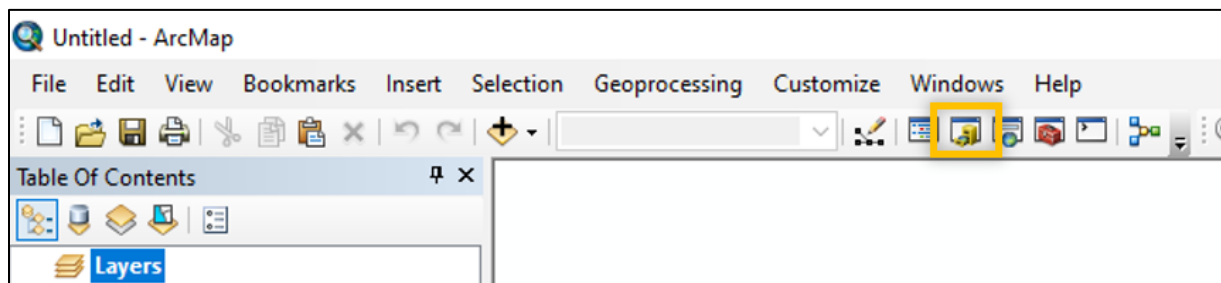 Untitled - ArcMap
File Edit View Bookmarks Insert Selection Geoprocessing Customize Windows Help
Table Of Contents
Layers